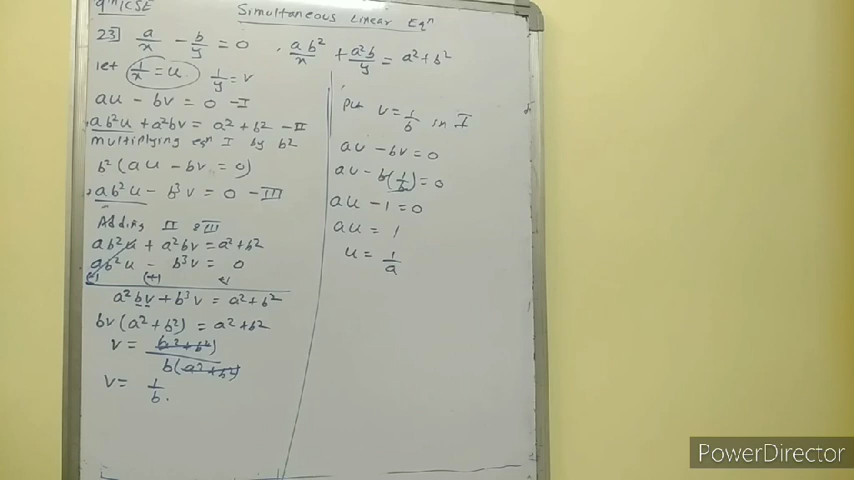 9th ICSE
Simultaneous Linear Eqn
23] a/x - b/y = 0 , ab²/x + a²b/y = a² + b²
let 1/x = u 1/y = v
au - bv = 0 - I
ab²u + a²bv = a² + b² - II
multiplying eqn I by b²
b² (au - bv = 0)
ab²u - b³v = 0 - III
Adding II & III
ab²u + a²bv = a² + b²
ab²u - b³v = 0
(-) (+) (-)
a²bv + b³v = a² + b²
bv(a² + b²) = a² + b²
v = (a² + b²) / b(a² + b²)
v = 1/b .
Put v = 1/b in I
au - bv = 0
au - b(1/b) = 0
au - 1 = 0
au = 1
u = 1/a
PowerDirector